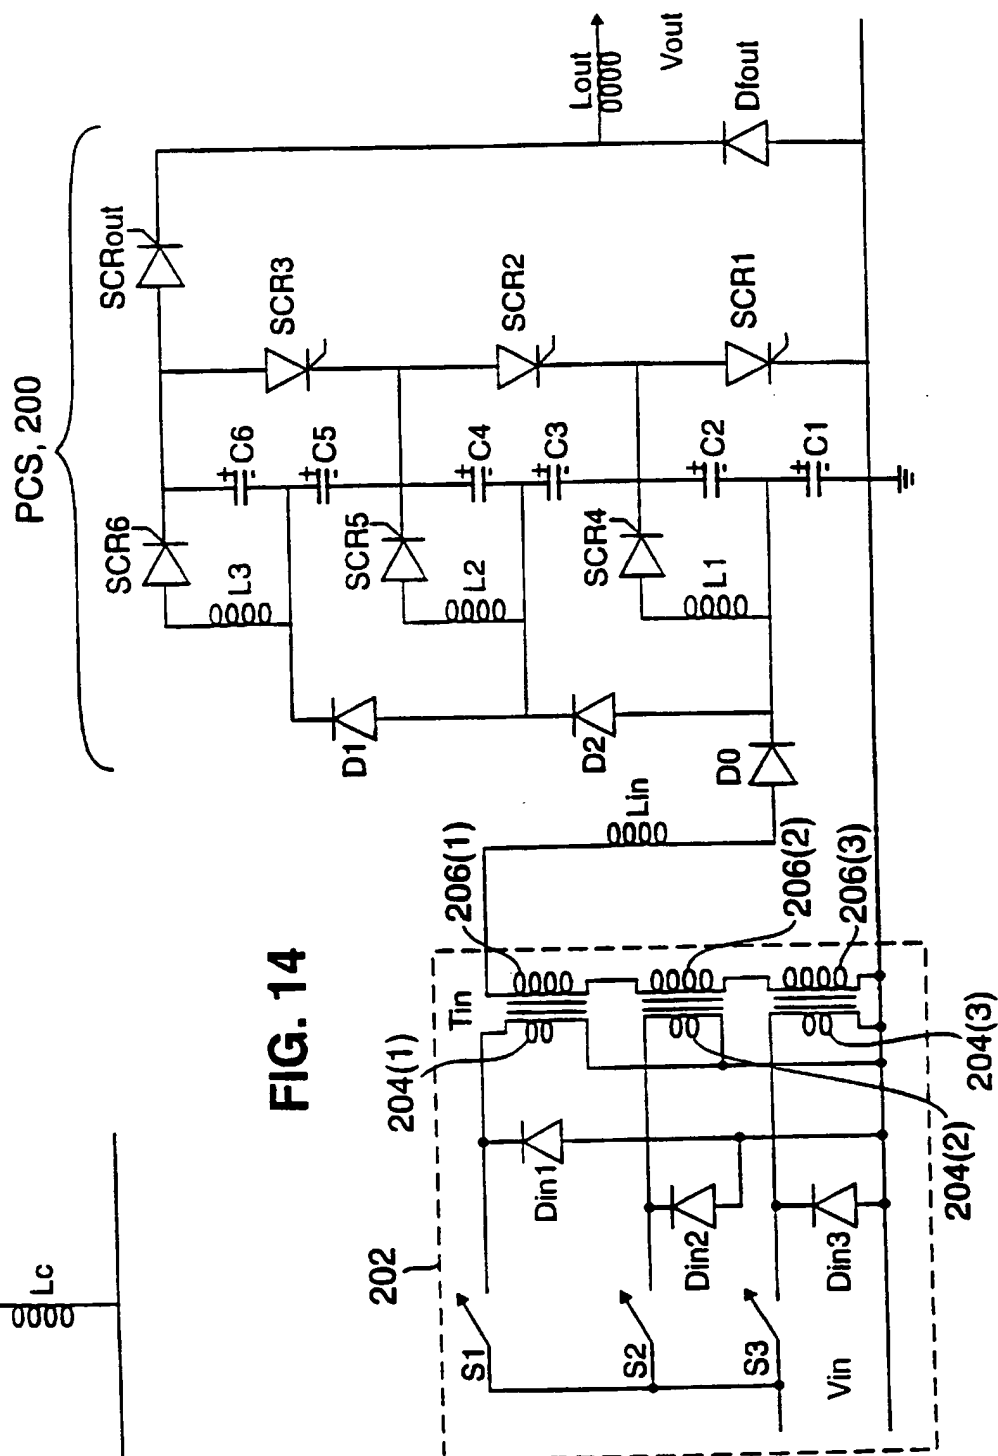 PCS, 200
SCRout
Lout
Vout
SCR6
C6
L3
C5
SCR3
SCR5
C4
L2
C3
SCR2
Dfout
SCR4
C2
L1
C1
SCR1
D1
D2
D0
Lin
FIG. 14
206(1)
206(2)
206(3)
Tin
204(1)
204(2)
204(3)
202
Din1
Din2
Din3
S1
S2
S3
Vin
Lc